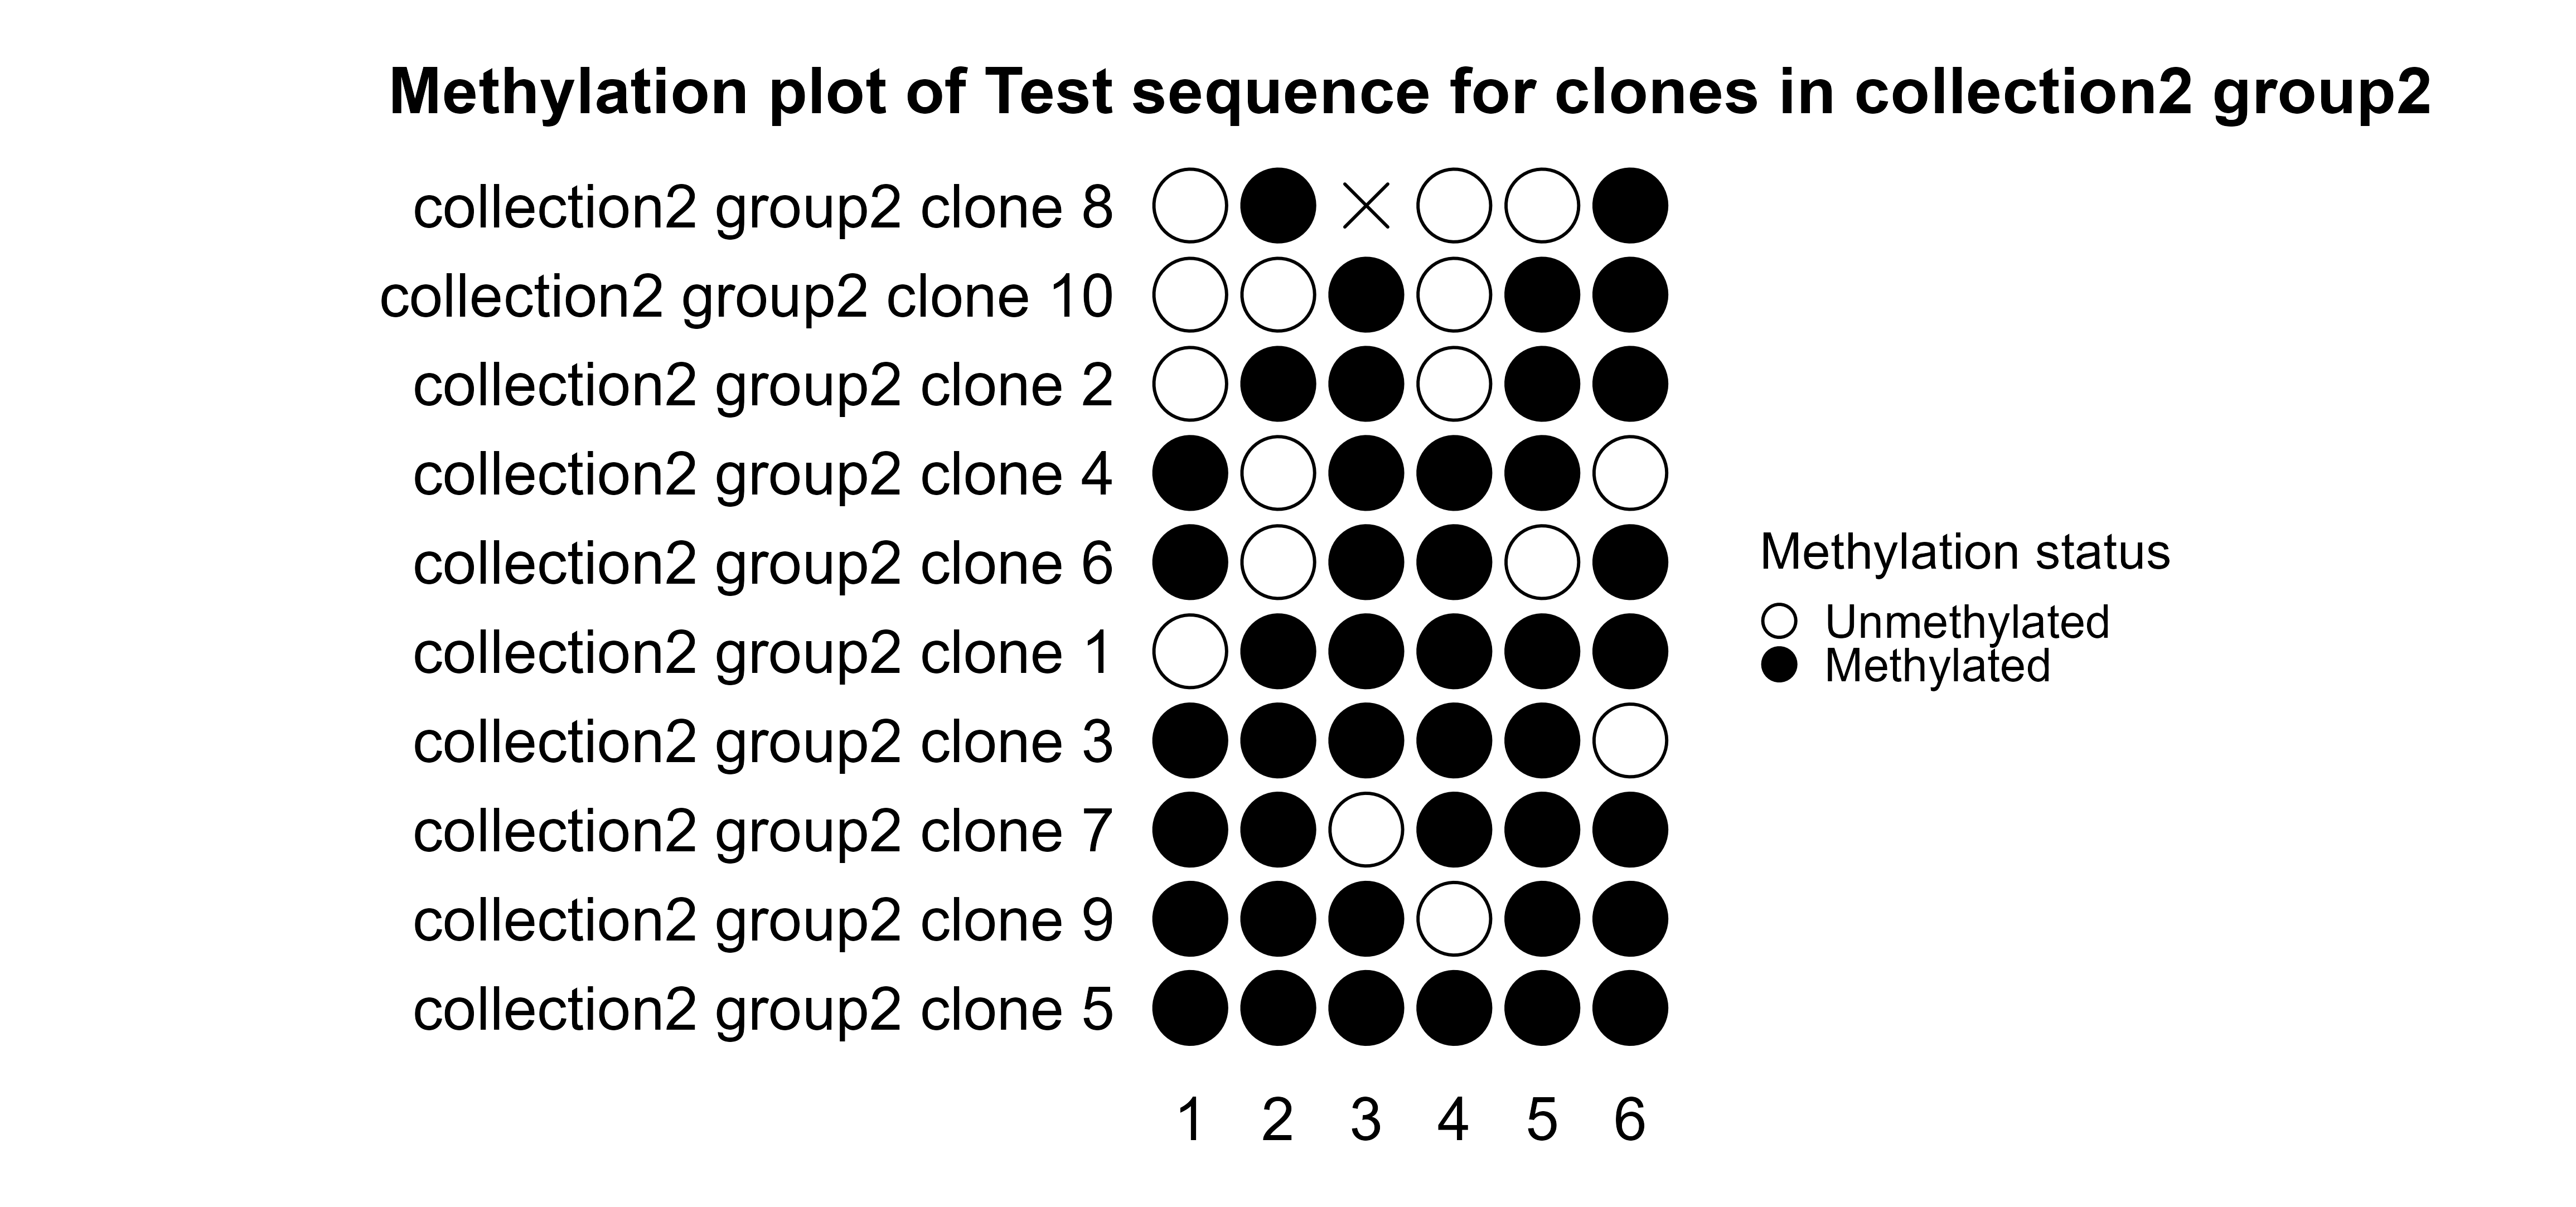 Methylation plot of Test sequence for clones in collection2 group2
collection2 group2 clone 8
collection2 group2 clone 10
collection2 group2 clone 2
collection2 group2 clone 4
collection2 group2 clone 6
collection2 group2 clone 1
collection2 group2 clone 3
collection2 group2 clone 7
collection2 group2 clone 9
collection2 group2 clone 5
1 2 3 4 5 6
Methylation status
Unmethylated
Methylated